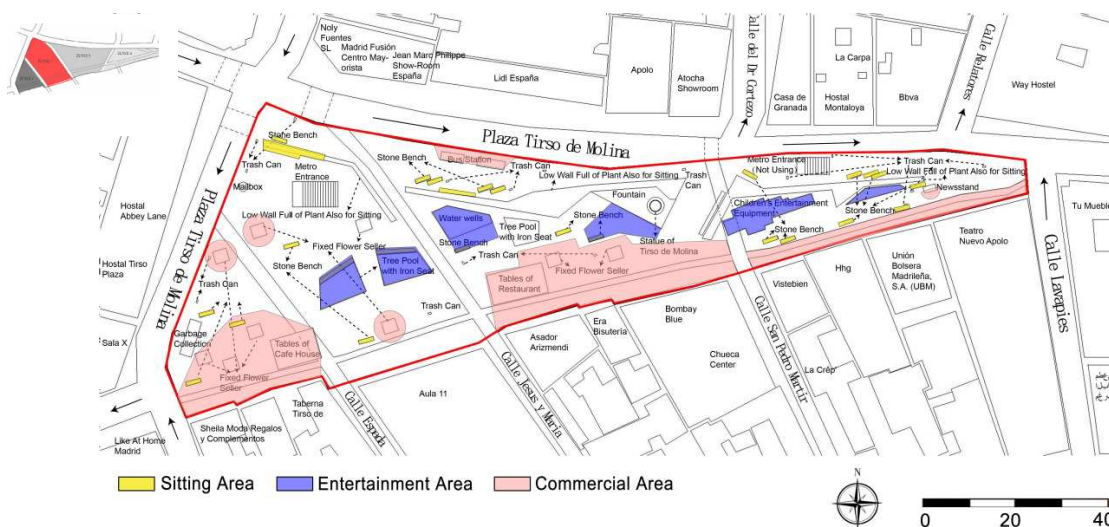 Noly
Fuentes
SL
Madrid Fusión
Centro May-
orista
Jean Marc Philippe
Show-Room
España
Lidl España
Apolo
Atocha
Showroom
Calle del Dr Cortezo
Casa de
Granada
La Carpa
Hostal
Montaloya
Bbva
Calle Relatores
Way Hostel
Plaza Tirso de Molina
Stone Bench
Trash Can
Mailbox
Metro
Entrance
Stone Bench
Bus Station
Trash Can
Low Wall Full of Plant Also for Sitting
Trash
Can
Metro Entrance
(Not Using)
Trash Can
Low Wall Full of Plant Also for Sitting
Newsstand
Hostal
Abbey Lane
Plaza Tirso de Molina
Low Wall Full of Plant Also for Sitting
Water wells
Stone Bench
Tree Pool
with Iron Seat
Stone Bench
Fountain
Children's Entertainment
Equipment
Stone Bench
Stone Bench
Tu Mueble
Fixed Flower Seller
Stone Bench
Tree Pool
with Iron Seat
Trash Can
Statue of
Tirso de Molina
Fixed Flower Seller
Tables of
Restaurant
Teatro
Nuevo Apolo
Hostal Tirso
Plaza
Trash Can
Trash Can
Hhg
Unión
Bolsera
Madrileña,
S.A. (UBM)
Calle Lavapies
Vistebien
Sala X
Garbage
Collection
Tables of
Cafe House
Fixed Flower
Seller
Asador
Arizmendi
Era
Bisuteria
Bombay
Blue
Chueca
Center
Calle San Pedro Martir
La Crêp
Aula 11
Calle Jesus y Maria
Calle Espada
Taberna
Tirso de
Sheila Moda Regalos
y Complementos
Like At Home
Madrid
Sitting Area
Entertainment Area
Commercial Area
N
0 20 40